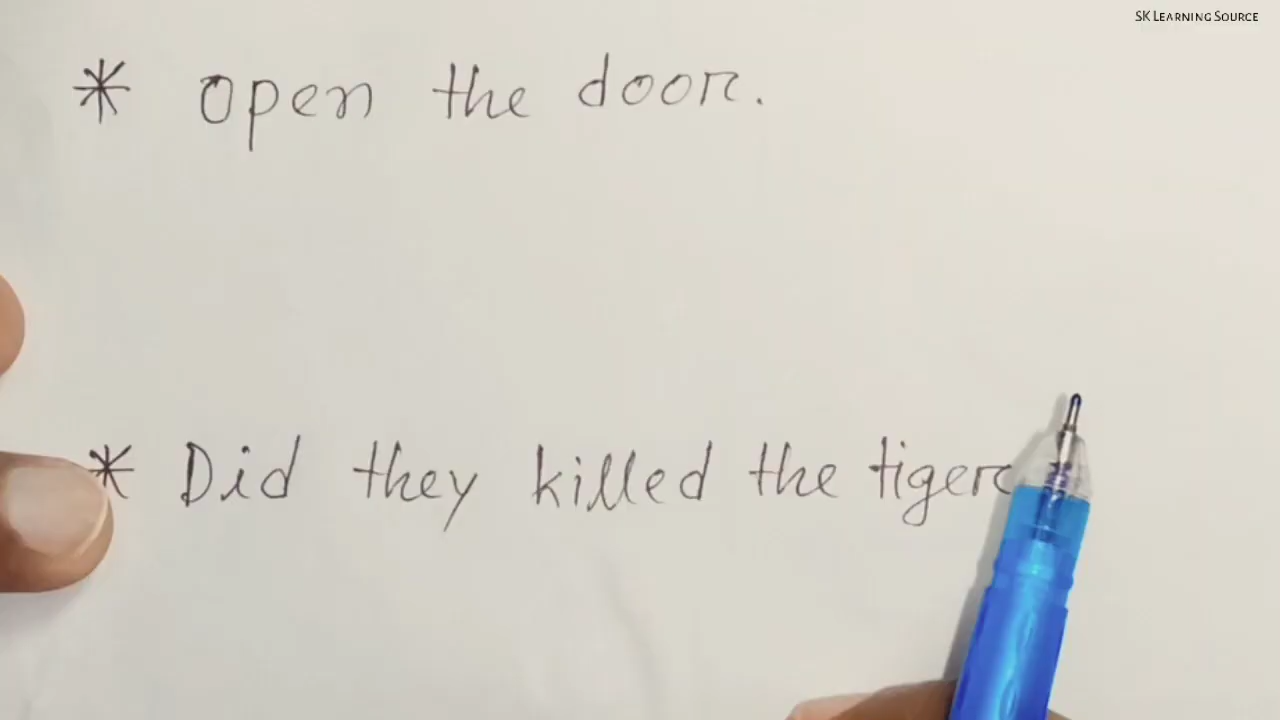 SK Learning Source
* Open the door.
* Did they killed the tiger